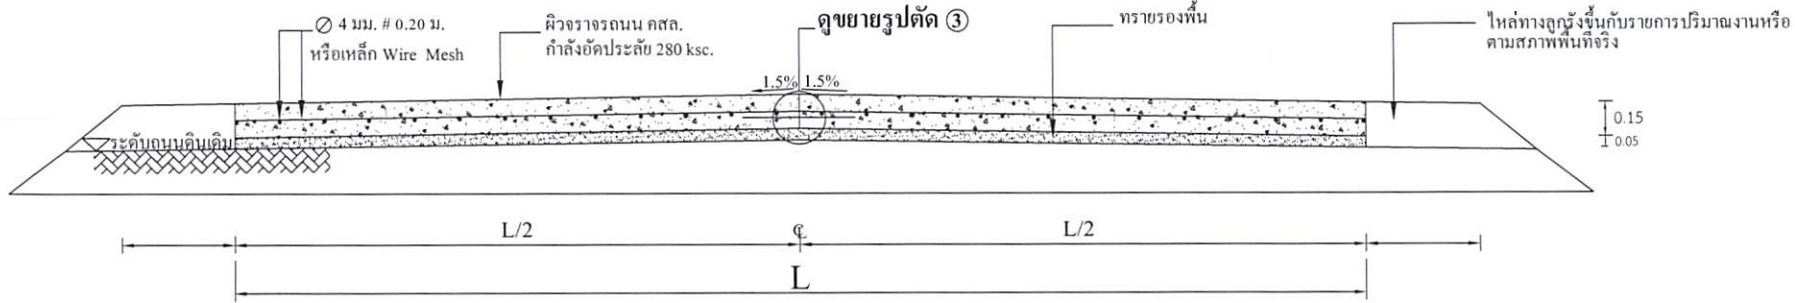 ∅ 4 มม. # 0.20 ม.
หรือเหล็ก Wire Mesh
ผิวจราจรถนน คสล.
กำลังอัดประลัย 280 ksc.
ดูขยายรูปตัด ③
ทรายรองพื้น
ไหล่ทางลูกรังขึ้นกับรายการปริมาณงานหรือ
ตามสภาพพื้นที่จริง
1.5% 1.5%
0.15
0.05
ระดับถนนดินเดิม
L/2
℄
L/2
L